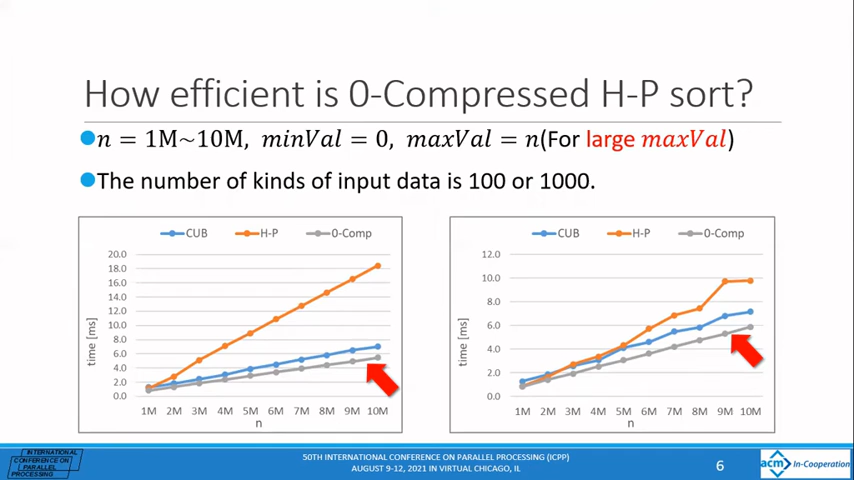 How efficient is 0-Compressed H-P sort?
n = 1M~10M, minVal = 0, maxVal = n(For large maxVal)
The number of kinds of input data is 100 or 1000.
CUB H-P 0-Comp
20.0
18.0
16.0
14.0
12.0
10.0
8.0
6.0
4.0
2.0
0.0
time [ms]
1M 2M 3M 4M 5M 6M 7M 8M 9M 10M
n
CUB H-P 0-Comp
12.0
10.0
8.0
6.0
4.0
2.0
0.0
time [ms]
1M 2M 3M 4M 5M 6M 7M 8M 9M 10M
n
INTERNATIONAL
CONFERENCE ON
PARALLEL
PROCESSING
50TH INTERNATIONAL CONFERENCE ON PARALLEL PROCESSING (ICPP)
AUGUST 9-12, 2021 IN VIRTUAL CHICAGO, IL
6
acm In-Cooperation